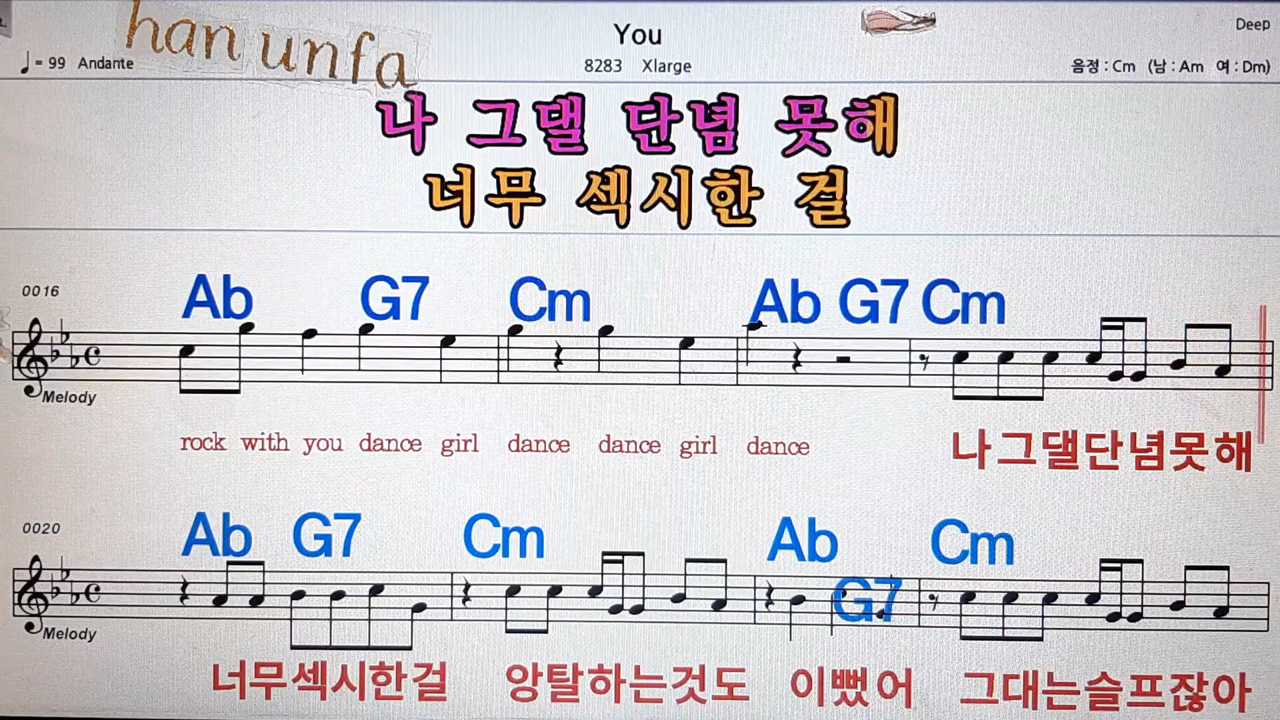 han unfa
You
Deep
♩= 99 Andante
8283 Xlarge
음정 : Cm (남 : Am 여 : Dm)
나 그댈 단념 못해
너무 섹시한 걸
0016
Ab G7 Cm Ab G7 Cm
Melody
rock with you dance girl dance dance girl dance
나그댈단념못해
0020
Ab G7 Cm Ab G7 Cm
Melody
너무섹시한걸 앙탈하는것도 이뻤어 그대는슬프잖아